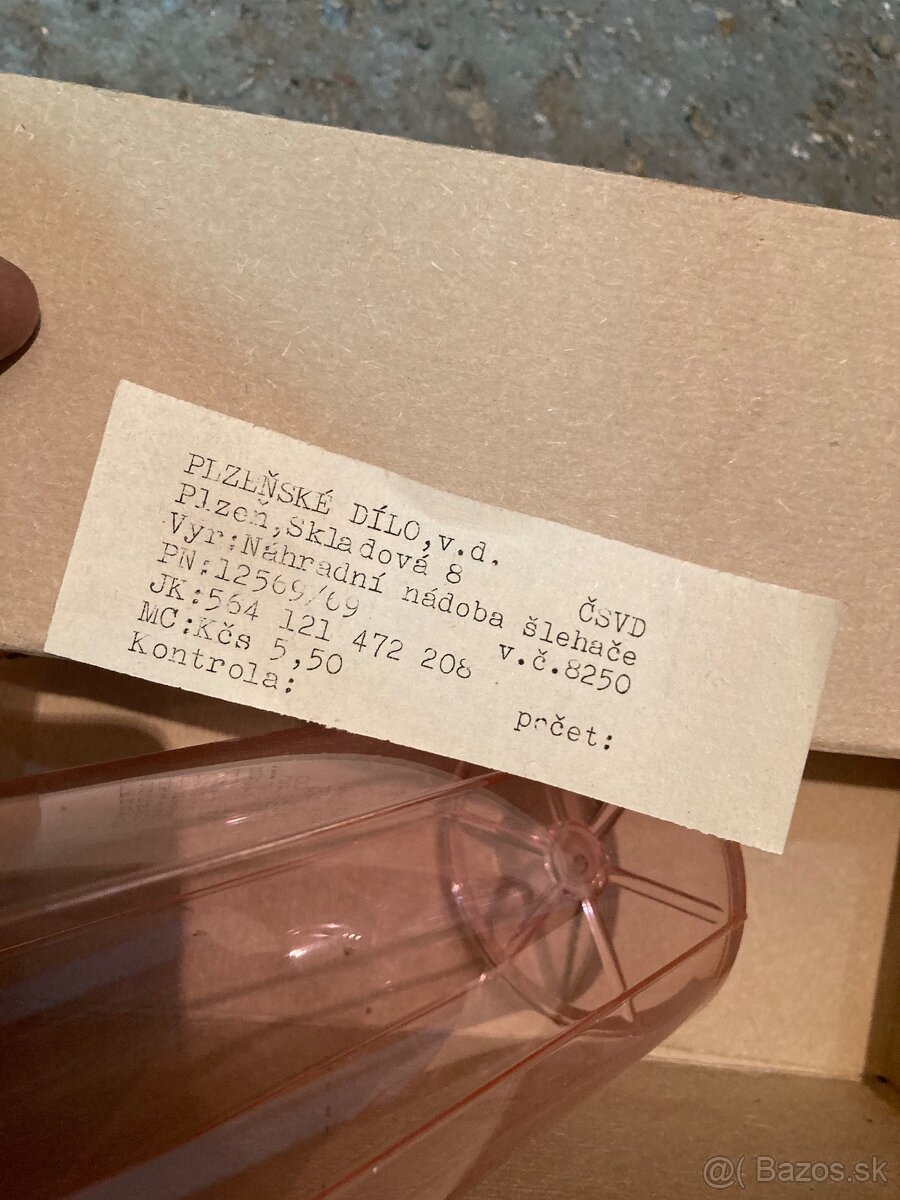 PLZEŇSKÉ DÍLO,v.d.
Plzeň,Skladová 8 ČSVD
Vyr:Náhradní nádoba šlehače
PN:12569/69 v.č.8250
JK:564 121 472 208
MC:Kčs 5,50
Kontrola: počet:
@( Bazos.sk